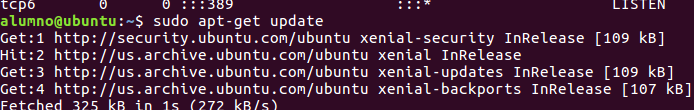 tcp6 0 0 :::389 :::* LISTEN
alumno@ubuntu:~$ sudo apt-get update
Get:1 http://security.ubuntu.com/ubuntu xenial-security InRelease [109 kB]
Hit:2 http://us.archive.ubuntu.com/ubuntu xenial InRelease
Get:3 http://us.archive.ubuntu.com/ubuntu xenial-updates InRelease [109 kB]
Get:4 http://us.archive.ubuntu.com/ubuntu xenial-backports InRelease [107 kB]
Fetched 325 kB in 1s (272 kB/s)